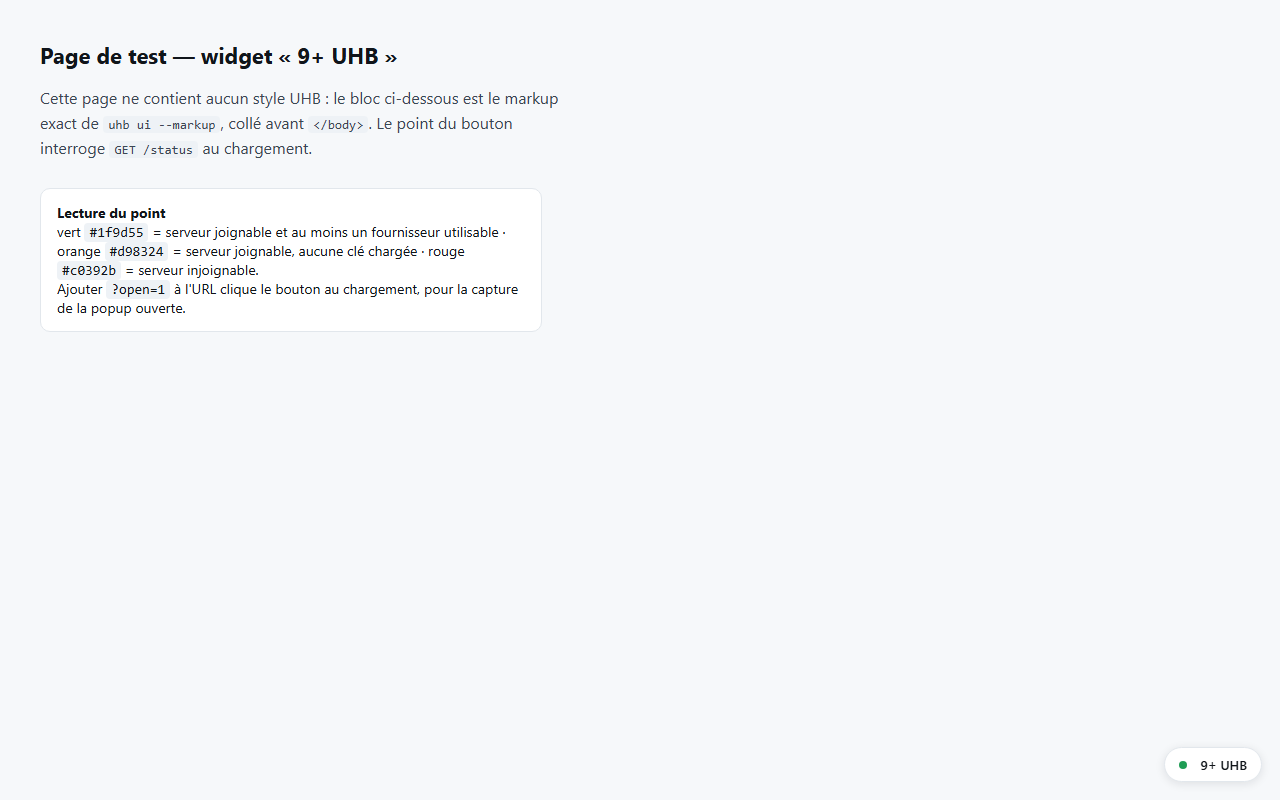 Page de test — widget « 9+ UHB »
Cette page ne contient aucun style UHB : le bloc ci-dessous est le markup
exact de uhb ui --markup, collé avant </body>. Le point du bouton
interroge GET /status au chargement.
Lecture du point
vert #1f9d55 = serveur joignable et au moins un fournisseur utilisable ·
orange #d98324 = serveur joignable, aucune clé chargée · rouge
#c0392b = serveur injoignable.
Ajouter ?open=1 à l'URL clique le bouton au chargement, pour la capture
de la popup ouverte.
9+ UHB